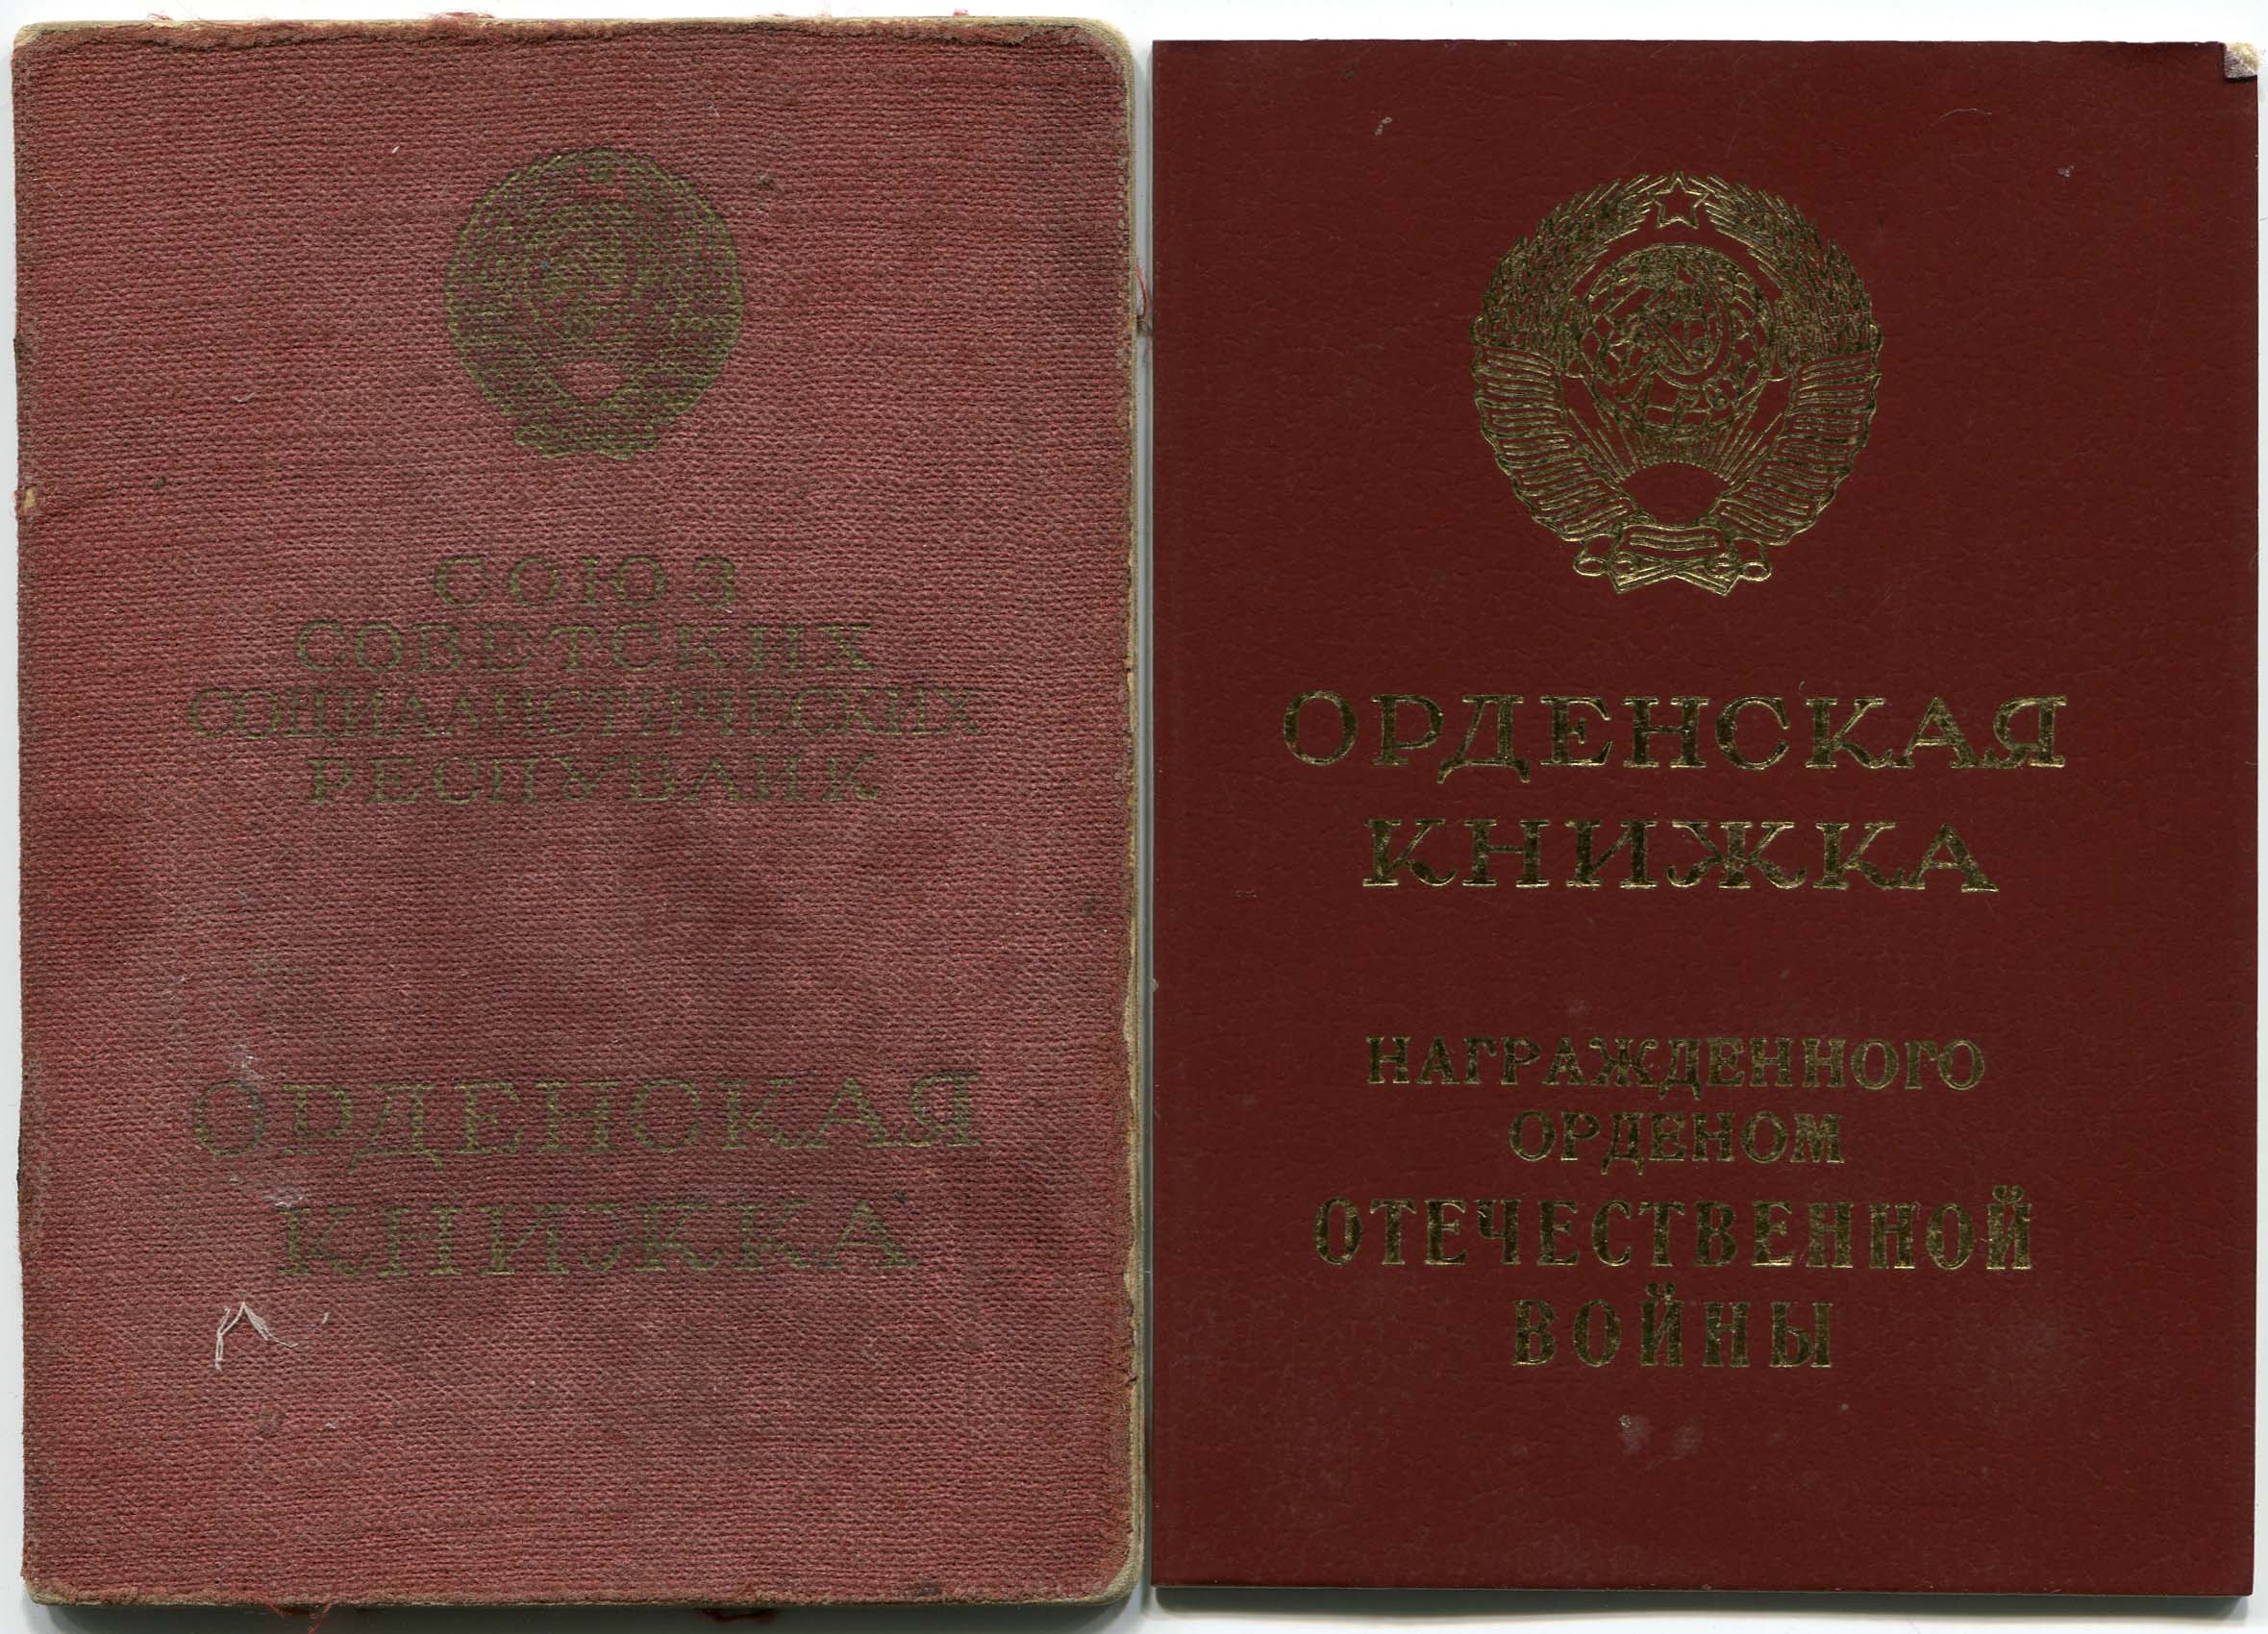 СОЮЗ
СОВЕТСКИХ
СОЦИАЛИСТИЧЕСКИХ
РЕСПУБЛИК
ОРДЕНСКАЯ
КНИЖКА
ОРДЕНСКАЯ
КНИЖКА
НАГРАЖДЕННОГО
ОРДЕНОМ
ОТЕЧЕСТВЕННОЙ
ВОЙНЫ